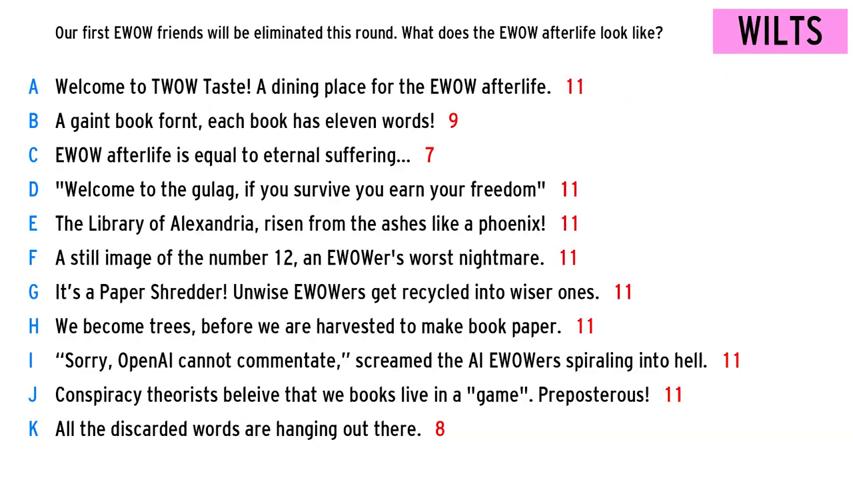 Our first EWOW friends will be eliminated this round. What does the EWOW afterlife look like?
WILTS
A Welcome to TWOW Taste! A dining place for the EWOW afterlife. 11
B A gaint book fornt, each book has eleven words! 9
C EWOW afterlife is equal to eternal suffering... 7
D "Welcome to the gulag, if you survive you earn your freedom" 11
E The Library of Alexandria, risen from the ashes like a phoenix! 11
F A still image of the number 12, an EWOWer's worst nightmare. 11
G It’s a Paper Shredder! Unwise EWOWers get recycled into wiser ones. 11
H We become trees, before we are harvested to make book paper. 11
I “Sorry, OpenAI cannot commentate,” screamed the AI EWOWers spiraling into hell. 11
J Conspiracy theorists beleive that we books live in a "game". Preposterous! 11
K All the discarded words are hanging out there. 8